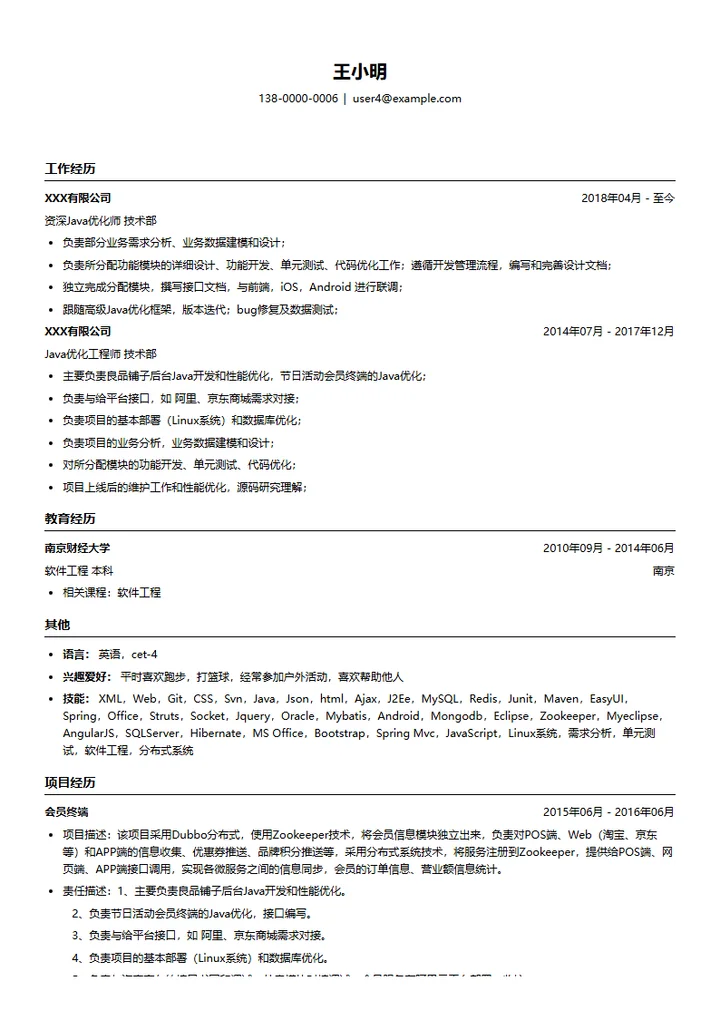 王小明
138-0000-0006 | user4@example.com
工作经历
XXX有限公司 2018年04月 - 至今
资深Java优化师 技术部
• 负责部分业务需求分析、业务数据建模和设计；
• 负责所分配功能模块的详细设计、功能开发、单元测试、代码优化工作；遵循开发管理流程，编写和完善设计文档；
• 独立完成分配模块，撰写接口文档，与前端，iOS，Android 进行联调；
• 跟随高级Java优化框架，版本迭代；bug修复及数据测试；
XXX有限公司 2014年07月 - 2017年12月
Java优化工程师 技术部
• 主要负责良品铺子后台Java开发和性能优化，节日活动会员终端的Java优化；
• 负责与给平台接口，如 阿里、京东商城需求对接；
• 负责项目的基本部署（Linux系统）和数据库优化；
• 负责项目的业务分析，业务数据建模和设计；
• 对所分配模块的功能开发、单元测试、代码优化；
• 项目上线后的维护工作和性能优化，源码研究理解；
教育经历
南京财经大学 2010年09月 - 2014年06月
软件工程 本科 南京
• 相关课程：软件工程
其他
• 语言： 英语，cet-4
• 兴趣爱好： 平时喜欢跑步，打篮球，经常参加户外活动，喜欢帮助他人
• 技能： XML，Web，Git，CSS，Svn，Java，Json，html，Ajax，J2Ee，MySQL，Redis，Junit，Maven，EasyUI，
Spring，Office，Struts，Socket，Jquery，Oracle，Mybatis，Android，Mongodb，Eclipse，Zookeeper，Myeclipse，
AngularJS，SQLServer，Hibernate，MS Office，Bootstrap，Spring Mvc，JavaScript，Linux系统，需求分析，单元测
试，软件工程，分布式系统
项目经历
会员终端 2015年06月 - 2016年06月
• 项目描述：该项目采用Dubbo分布式，使用Zookeeper技术，将会员信息模块独立出来，负责对POS端、Web（淘宝、京东
等）和APP端的信息收集、优惠券推送、品牌积分推送等，采用分布式系统技术，将服务注册到Zookeeper，提供给POS端、网
页端、APP端接口调用，实现各微服务之间的信息同步，会员的订单信息、营业额信息统计。
• 责任描述：1、主要负责良品铺子后台Java开发和性能优化。
2、负责节日活动会员终端的Java优化，接口编写。
3、负责与给平台接口，如 阿里、京东商城需求对接。
4、负责项目的基本部署（Linux系统）和数据库优化。